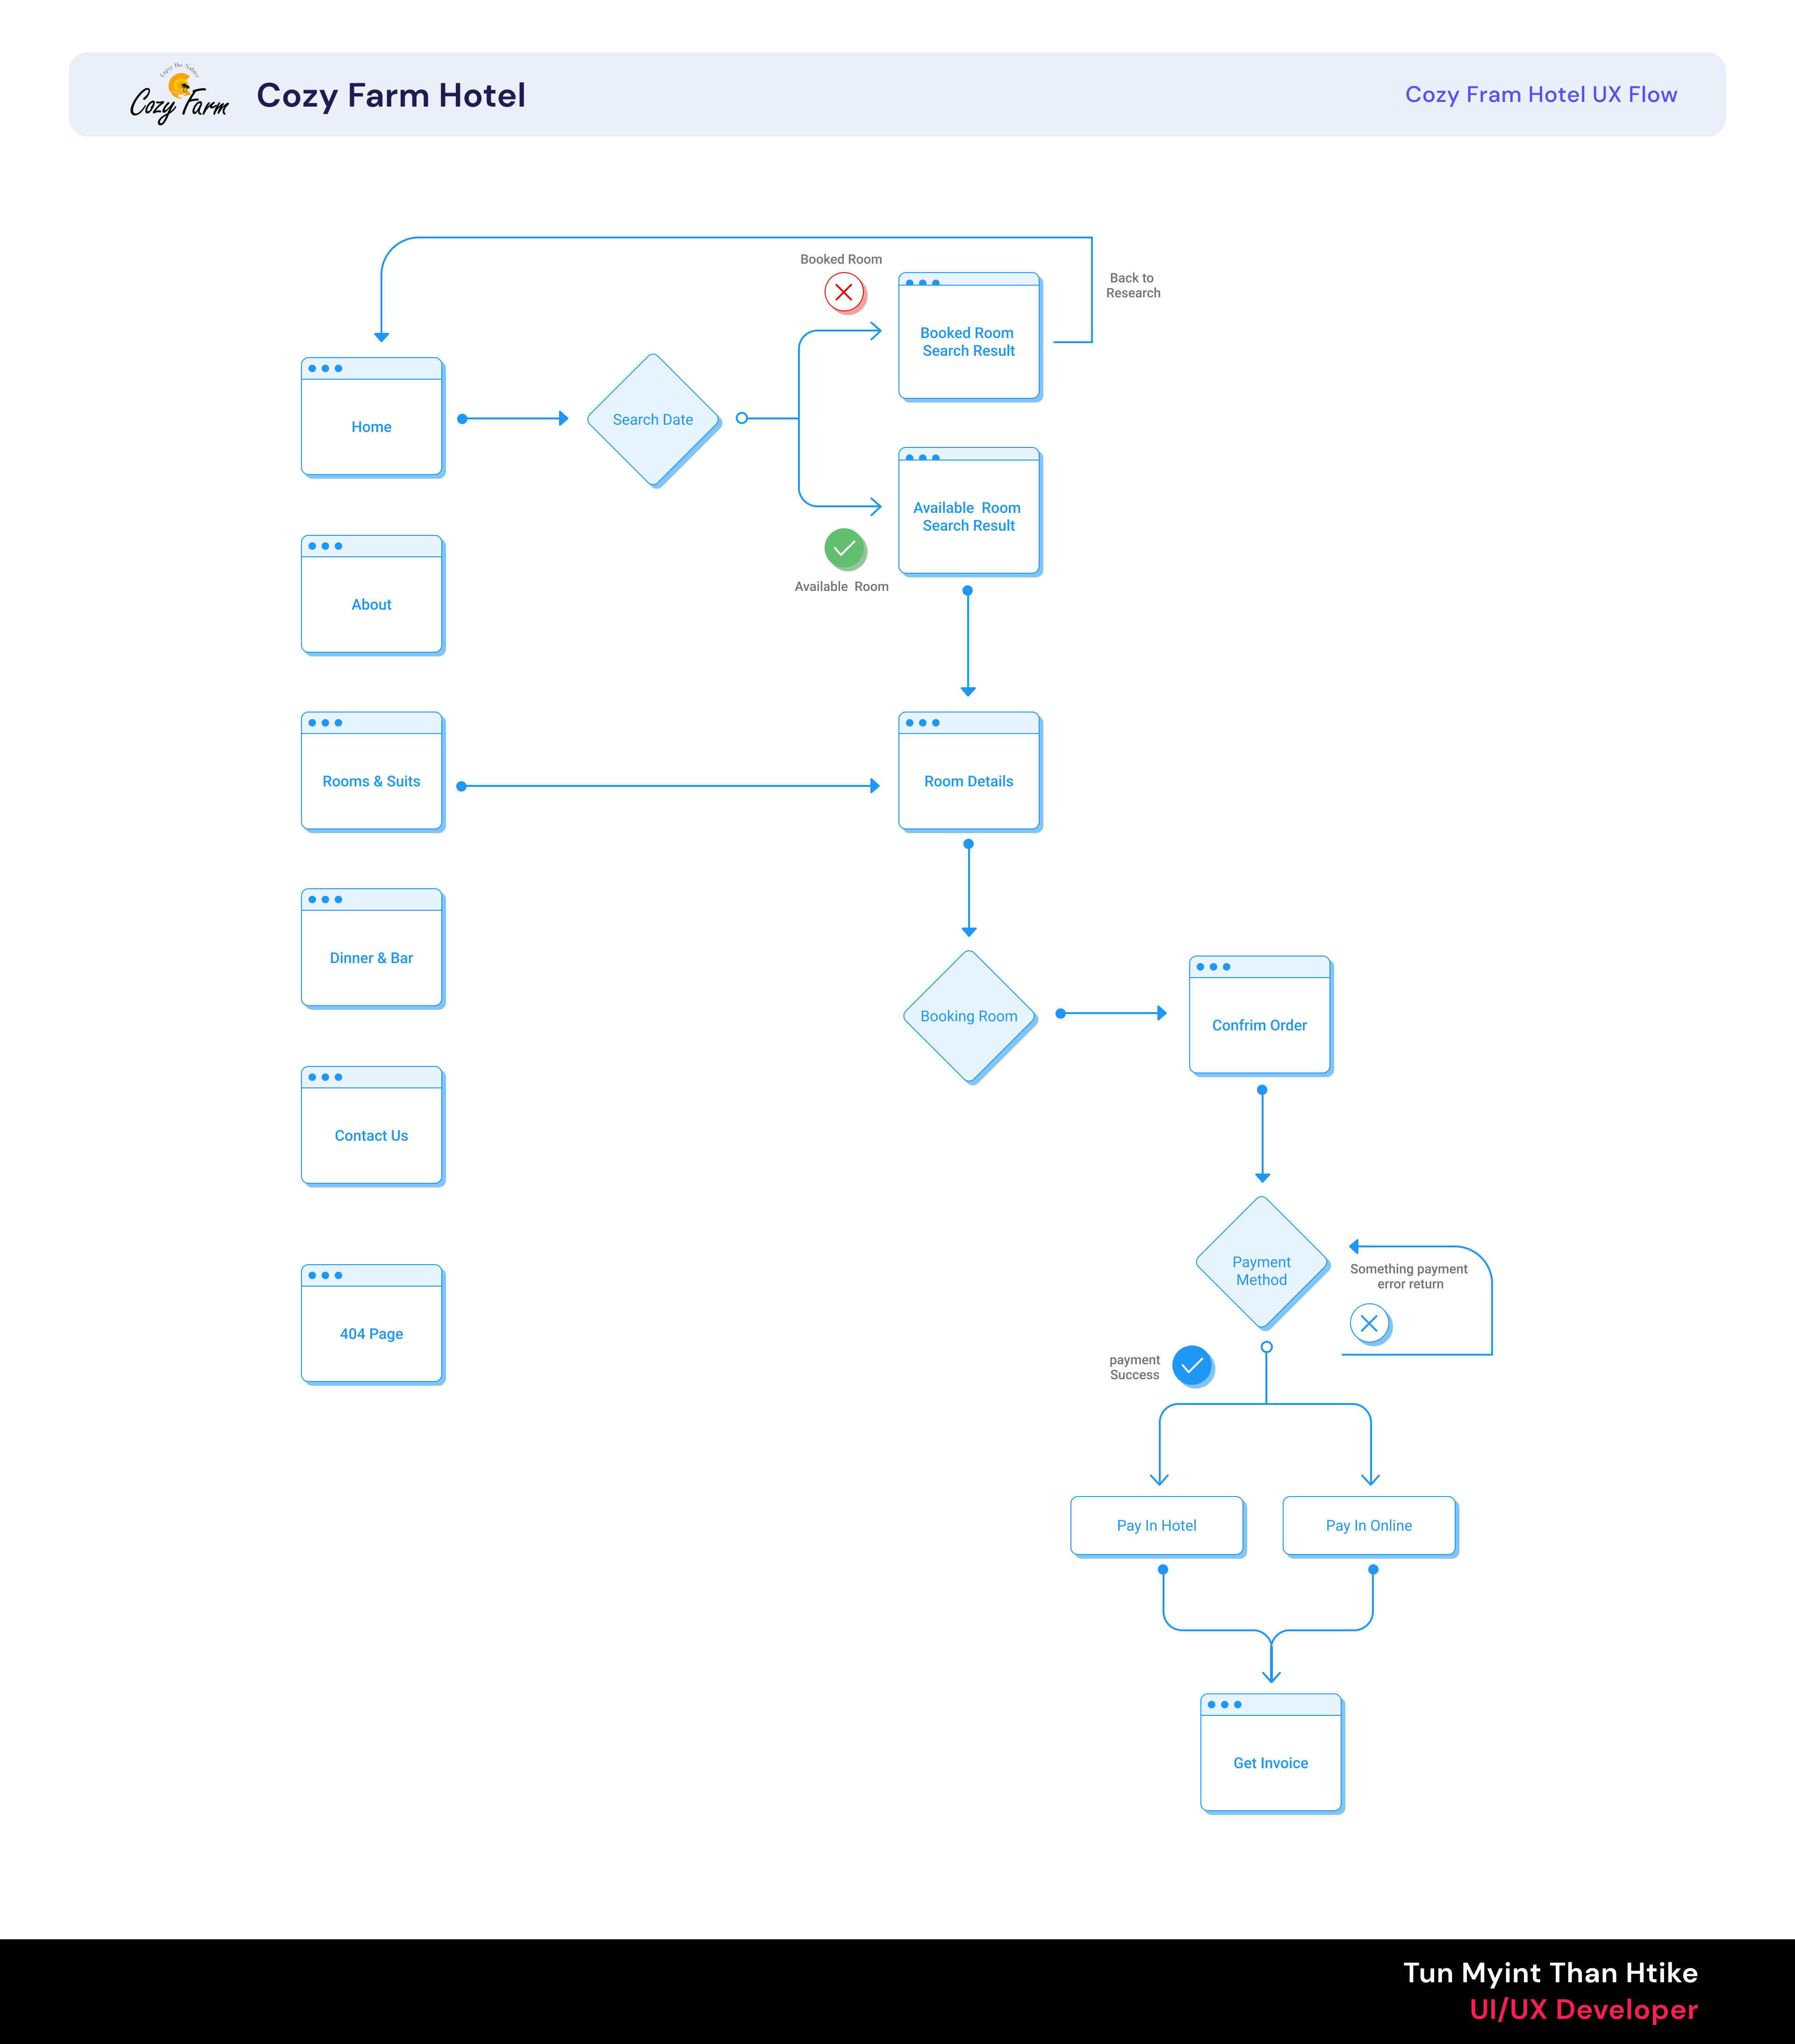 Enjoy the Nature
Cozy Farm
Cozy Farm Hotel
Cozy Fram Hotel UX Flow
Booked Room
Back to
Research
Booked Room
Search Result
Home
Search Date
Available  Room
Search Result
Available  Room
About
Rooms & Suits
Room Details
Dinner & Bar
Booking Room
Confrim Order
Contact Us
Payment
Method
Something payment
error return
404 Page
payment
Success
Pay In Hotel
Pay In Online
Get Invoice
Tun Myint Than Htike
UI/UX Developer